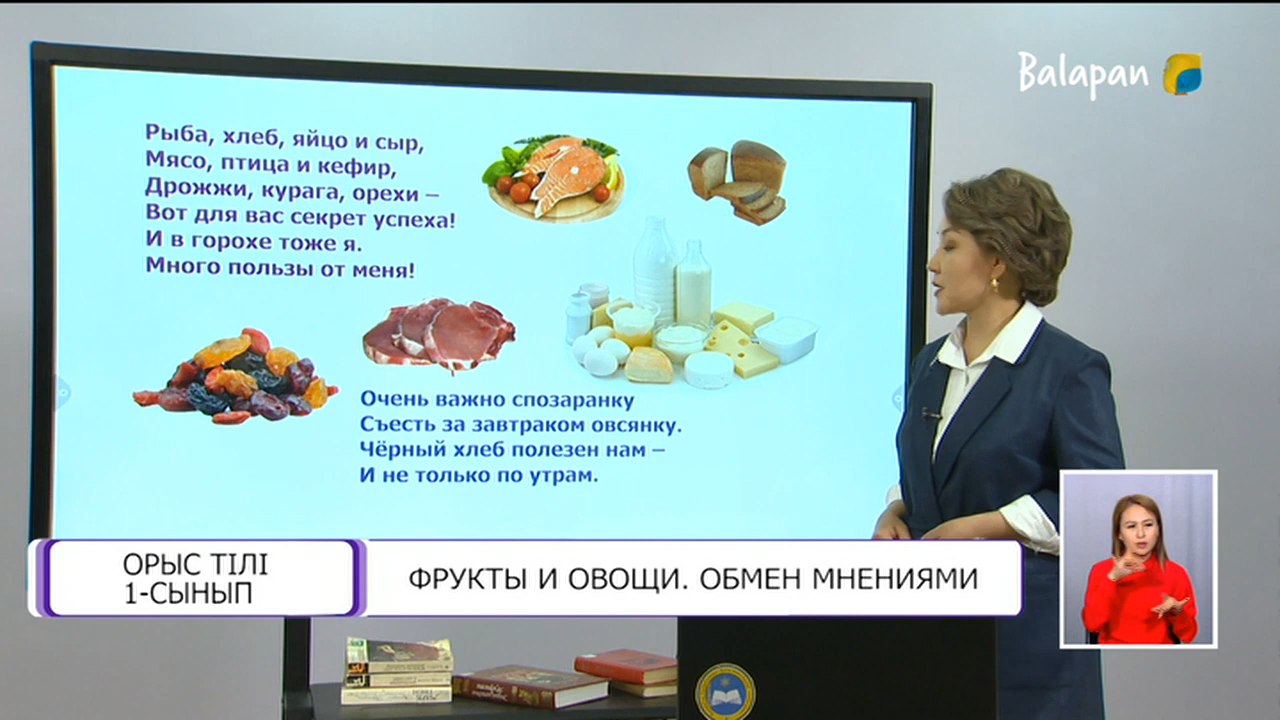 Balapan
Рыба, хлеб, яйцо и сыр,
Мясо, птица и кефир,
Дрожжи, курага, орехи –
Вот для вас секрет успеха!
И в горохе тоже я.
Много пользы от меня!
Очень важно спозаранку
Съесть за завтраком овсянку.
Чёрный хлеб полезен нам –
И не только по утрам.
ОРЫС ТІЛІ
1-СЫНЫП
ФРУКТЫ И ОВОЩИ. ОБМЕН МНЕНИЯМИ